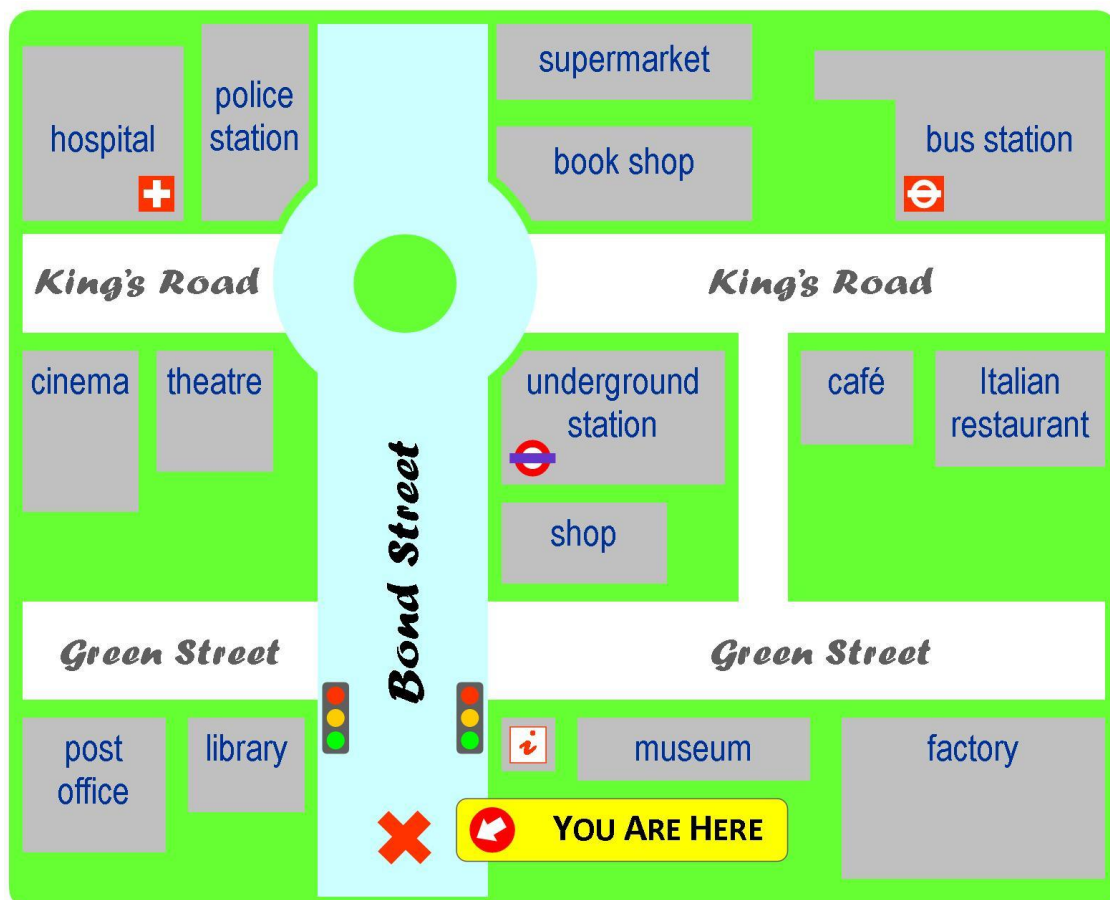 hospital
police
station
supermarket
book shop
bus station
King's Road
King's Road
cinema
theatre
underground
station
café
Italian
restaurant
shop
Bond Street
Green Street
Green Street
post
office
library
i
museum
factory
YOU ARE HERE